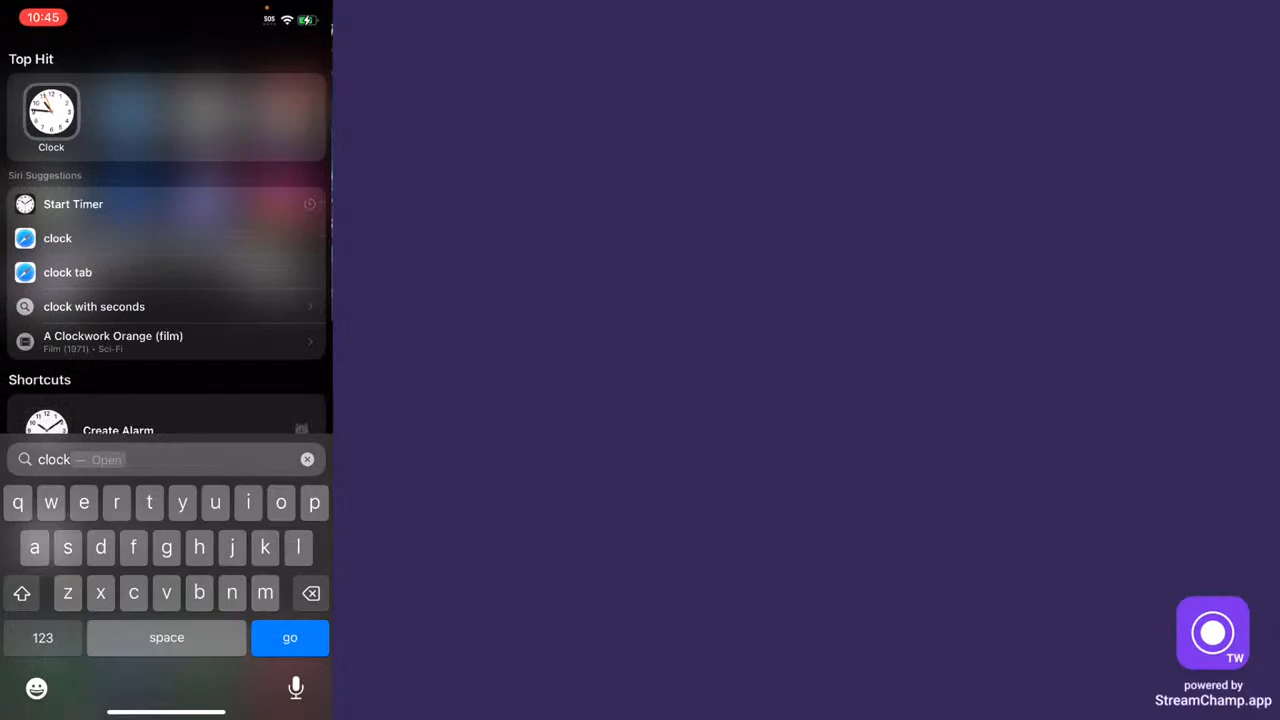 10:45
SOS
Top Hit
Clock
Siri Suggestions
Start Timer
clock
clock tab
clock with seconds
A Clockwork Orange (film)
Film (1971) • Sci-Fi
Shortcuts
Create Alarm
clock — Open
q w e r t y u i o p
a s d f g h j k l
z x c v b n m
123 space go
TW
powered by
StreamChamp.app